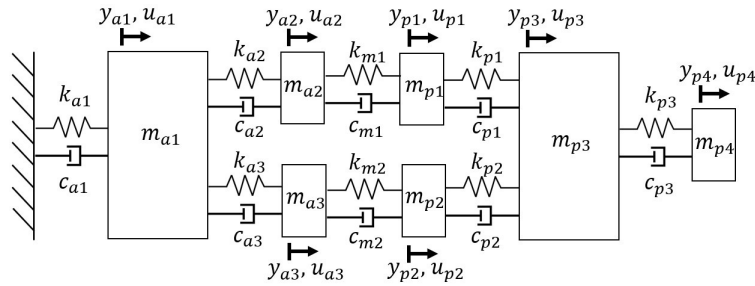 y_{a1}, u_{a1}
y_{a2}, u_{a2}
y_{p1}, u_{p1}
y_{p3}, u_{p3}
k_{a2}
k_{m1}
k_{p1}
y_{p4}, u_{p4}
k_{a1}
m_{a2}
m_{p1}
k_{p3}
c_{a2}
c_{m1}
c_{p1}
m_{a1}
m_{p3}
m_{p4}
k_{a3}
k_{m2}
k_{p2}
c_{a1}
c_{p3}
m_{a3}
m_{p2}
c_{a3}
c_{m2}
c_{p2}
y_{a3}, u_{a3}
y_{p2}, u_{p2}